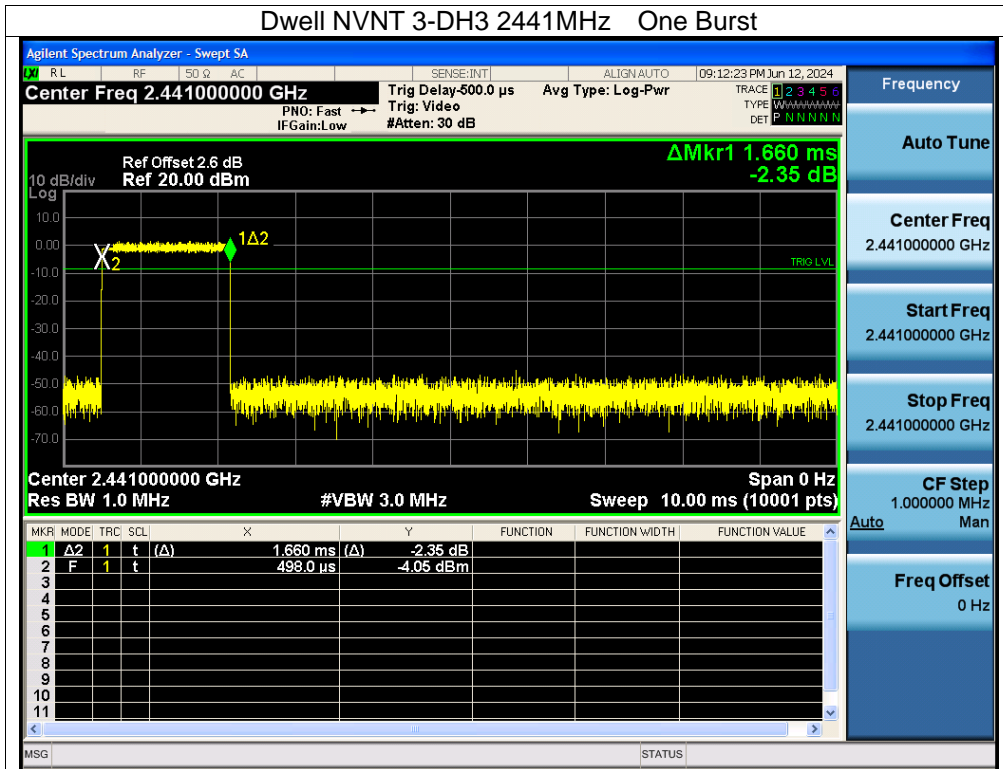 Dwell NVNT 3-DH3 2441MHz One Burst
Agilent Spectrum Analyzer - Swept SA
LXI RL RF 50 Ω AC SENSE:INT ALIGN AUTO 09:12:23 PM Jun 12, 2024
Center Freq 2.441000000 GHz
PNO: Fast
IFGain:Low
Trig Delay-500.0 µs
Trig: Video
#Atten: 30 dB
Avg Type: Log-Pwr
TRACE 1 2 3 4 5 6
TYPE WWWWWW
DET P N N N N N
Ref Offset 2.6 dB
10 dB/div Ref 20.00 dBm
Log
ΔMkr1 1.660 ms
-2.35 dB
10.0
0.00
-10.0
-20.0
-30.0
-40.0
-50.0
-60.0
-70.0
1Δ2
2
TRIG LVL
Center 2.441000000 GHz Span 0 Hz
Res BW 1.0 MHz #VBW 3.0 MHz Sweep 10.00 ms (10001 pts)
MKR MODE TRC SCL X Y FUNCTION FUNCTION WIDTH FUNCTION VALUE
1 Δ2 1 t (Δ) 1.660 ms (Δ) -2.35 dB
2 F 1 t 498.0 µs -4.05 dBm
3
4
5
6
7
8
9
10
11
MSG STATUS
Frequency
Auto Tune
Center Freq
2.441000000 GHz
Start Freq
2.441000000 GHz
Stop Freq
2.441000000 GHz
CF Step
1.000000 MHz
Auto Man
Freq Offset
0 Hz